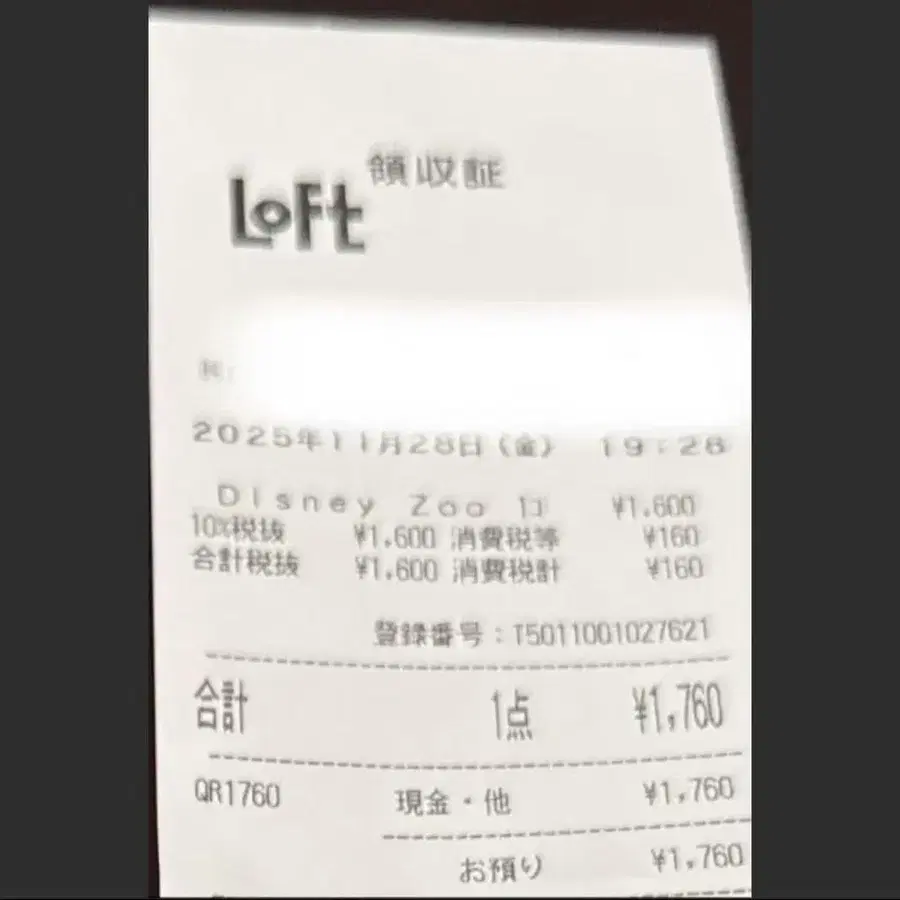 領収証
LOFt
2025年11月28日(金) 19:28
Disney Zoo 1コ ¥1,600
10%税抜 ¥1,600 消費税等 ¥160
合計税抜 ¥1,600 消費税計 ¥160
登録番号:T5011001027621
合計 1点 ¥1,760
QR1760 現金・他 ¥1,760
お預り ¥1,760